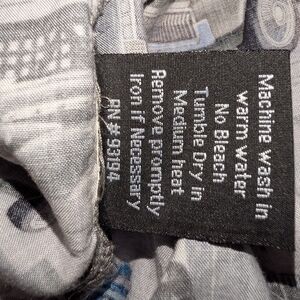 Machine wash in
warm water
No Bleach
Tumble Dry in
Medium heat
Remove promptly
Iron if Necessary
RN #93194